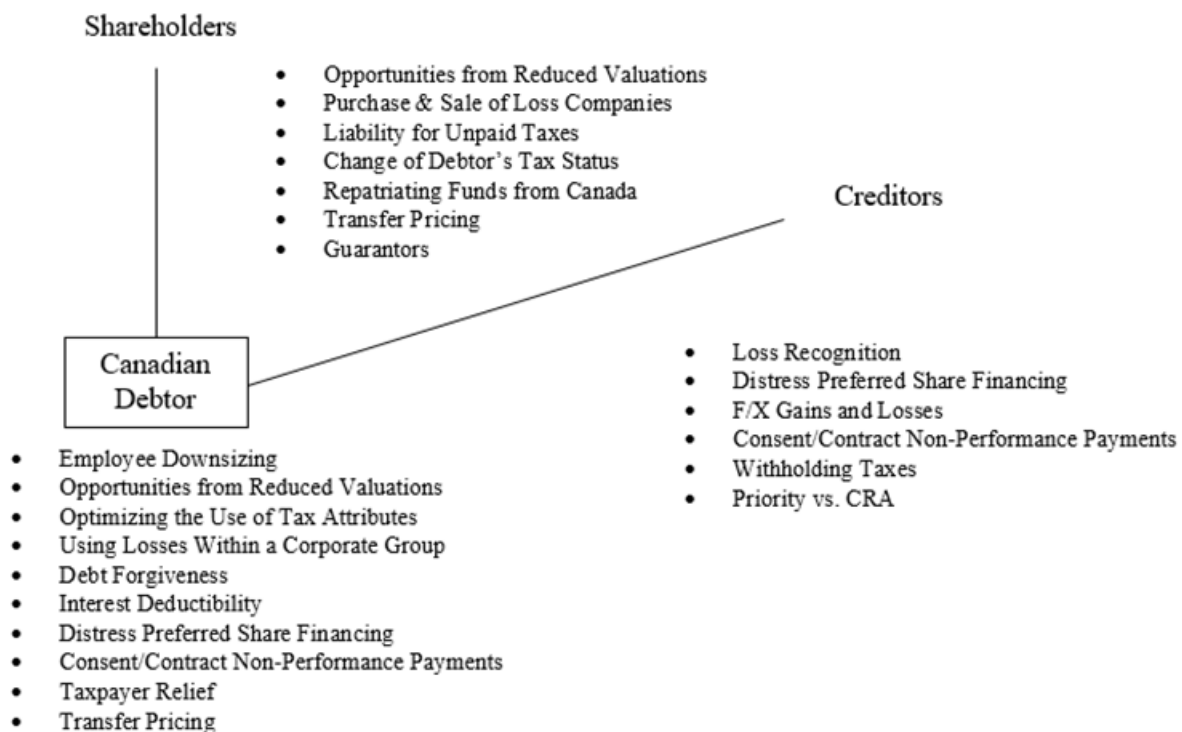 Shareholders
• Opportunities from Reduced Valuations
• Purchase & Sale of Loss Companies
• Liability for Unpaid Taxes
• Change of Debtor's Tax Status
• Repatriating Funds from Canada
• Transfer Pricing
• Guarantors
Creditors
• Loss Recognition
• Distress Preferred Share Financing
• F/X Gains and Losses
• Consent/Contract Non-Performance Payments
• Withholding Taxes
• Priority vs. CRA
Canadian
Debtor
• Employee Downsizing
• Opportunities from Reduced Valuations
• Optimizing the Use of Tax Attributes
• Using Losses Within a Corporate Group
• Debt Forgiveness
• Interest Deductibility
• Distress Preferred Share Financing
• Consent/Contract Non-Performance Payments
• Taxpayer Relief
• Transfer Pricing